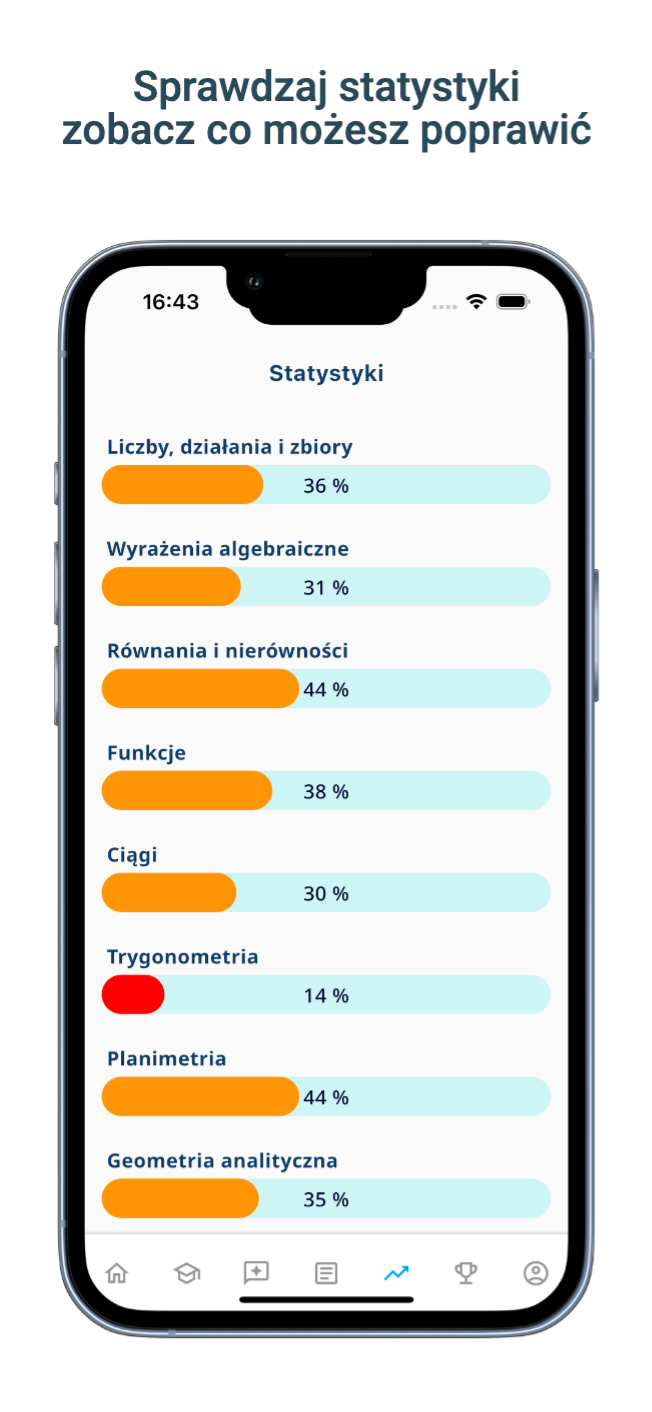 Sprawdzaj statystyki
zobacz co możesz poprawić
16:43
Statystyki
Liczby, działania i zbiory
36 %
Wyrażenia algebraiczne
31 %
Równania i nierówności
44 %
Funkcje
38 %
Ciągi
30 %
Trygonometria
14 %
Planimetria
44 %
Geometria analityczna
35 %